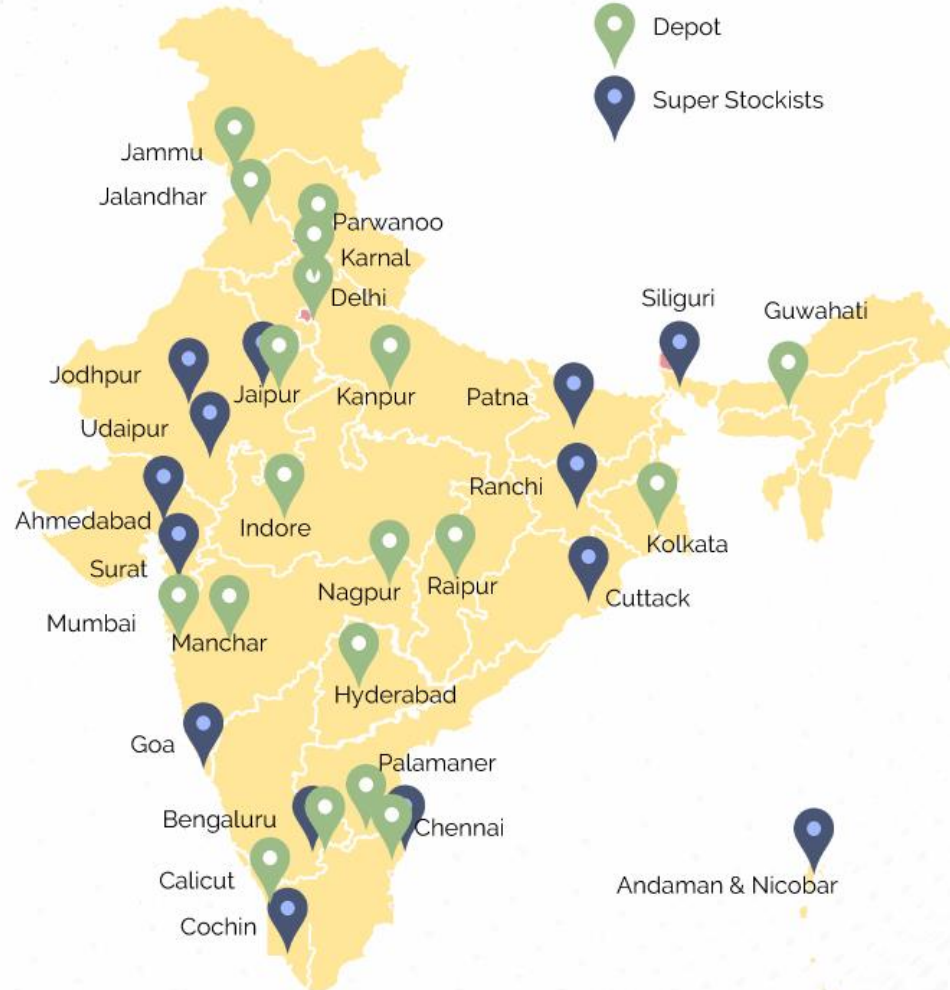 Depot
Super Stockists
Jammu
Jalandhar
Parwanoo
Karnal
Delhi
Siliguri
Guwahati
Jodhpur
Jaipur
Kanpur
Patna
Udaipur
Ranchi
Ahmedabad
Indore
Kolkata
Surat
Nagpur
Raipur
Cuttack
Mumbai
Manchar
Hyderabad
Goa
Palamaner
Bengaluru
Chennai
Calicut
Andaman & Nicobar
Cochin